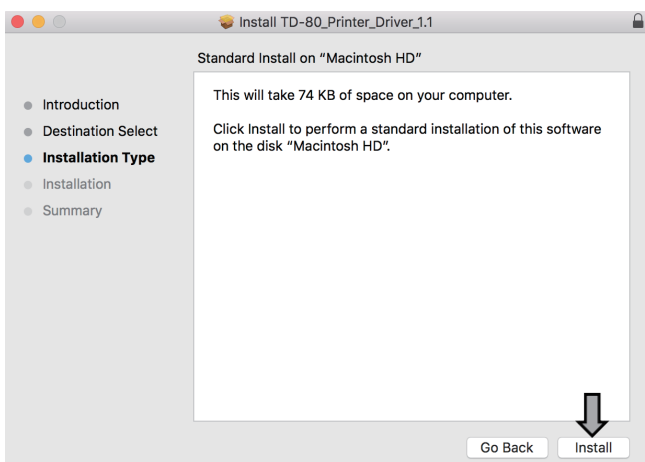 Install TD-80_Printer_Driver_1.1
Standard Install on “Macintosh HD”
Introduction
Destination Select
Installation Type
Installation
Summary
This will take 74 KB of space on your computer.
Click Install to perform a standard installation of this software
on the disk “Macintosh HD”.
Go Back
Install